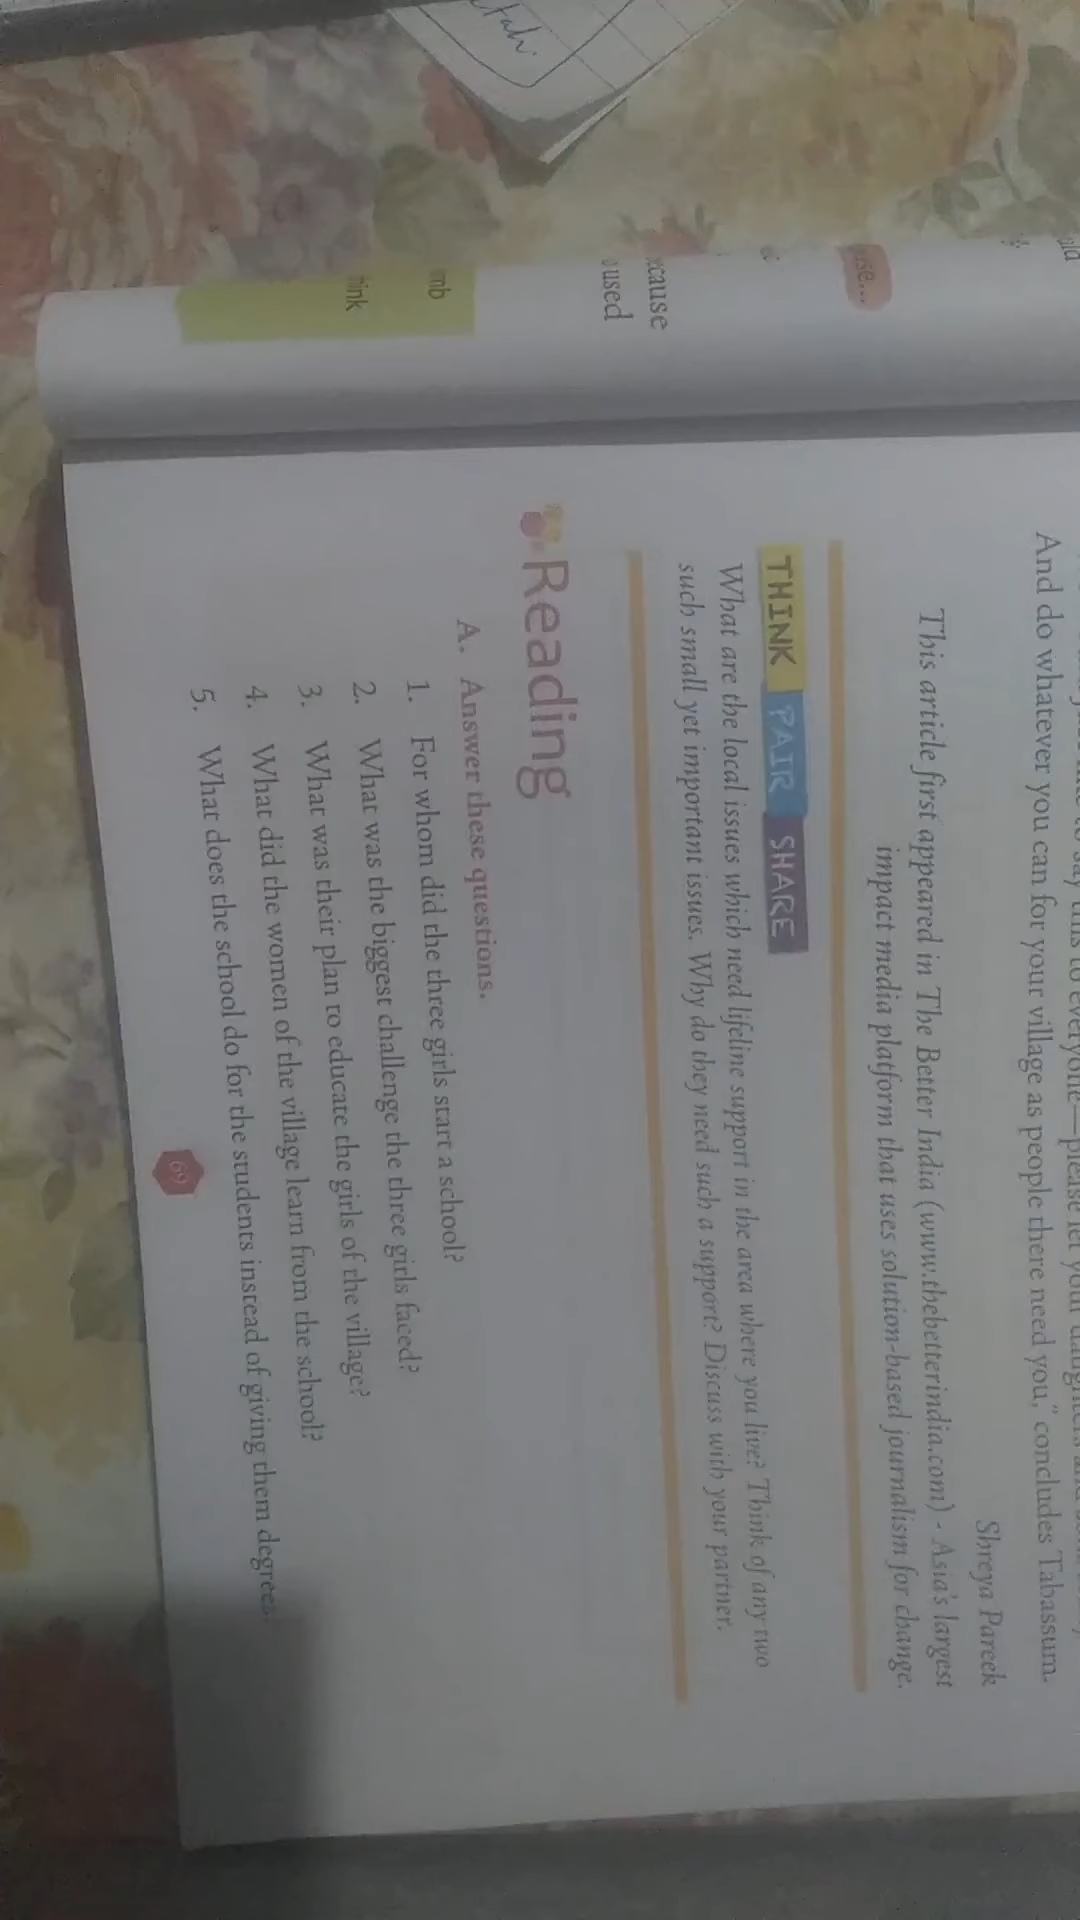 And do whatever you can for your village as people there need you," concludes Tabassum.
Shreya Pareek
This article first appeared in The Better India (www.thebetterindia.com) - Asia's largest
impact media platform that uses solution-based journalism for change.
THINK PAIR SHARE
What are the local issues which need lifeline support in the area where you live? Think of any two
such small yet important issues. Why do they need such a support? Discuss with your partner.
Reading
A. Answer these questions.
1. For whom did the three girls start a school?
2. What was the biggest challenge the three girls faced?
3. What was their plan to educate the girls of the village?
4. What did the women of the village learn from the school?
5. What does the school do for the students instead of giving them degrees
69
used